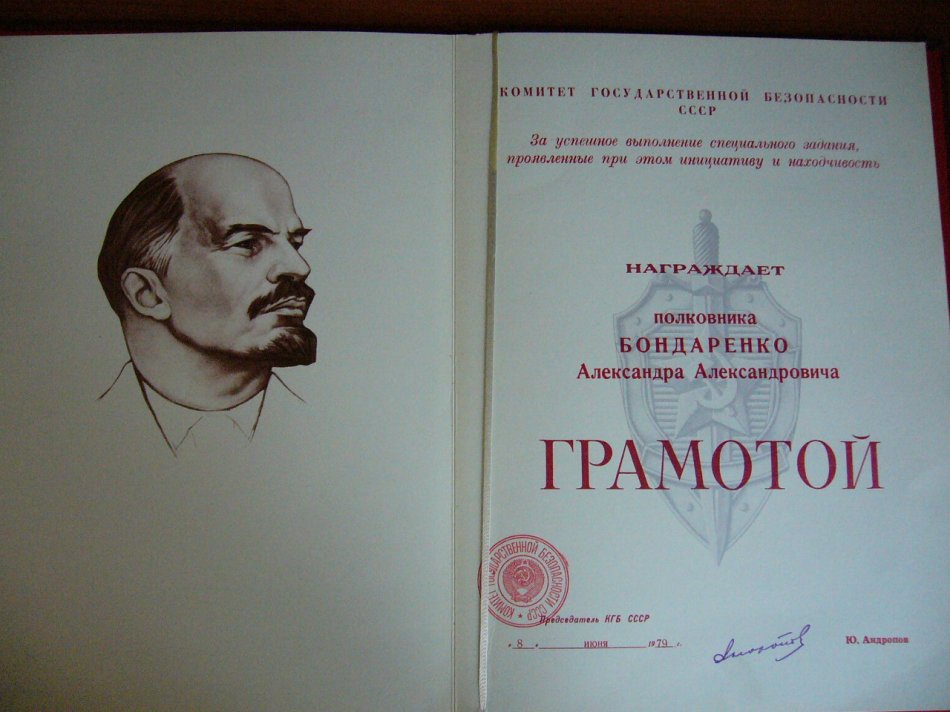 КОМИТЕТ ГОСУДАРСТВЕННОЙ БЕЗОПАСНОСТИ
СССР
За успешное выполнение специального задания,
проявленные при этом инициативу и находчивость
НАГРАЖДАЕТ
полковника
БОНДАРЕНКО
Александра Александровича
ГРАМОТОЙ
КОМИТЕТ ГОСУДАРСТВЕННОЙ БЕЗОПАСНОСТИ СССР
Председатель КГБ СССР
„ 8 „ июня 1979 г.
Андропов
Ю. Андропов